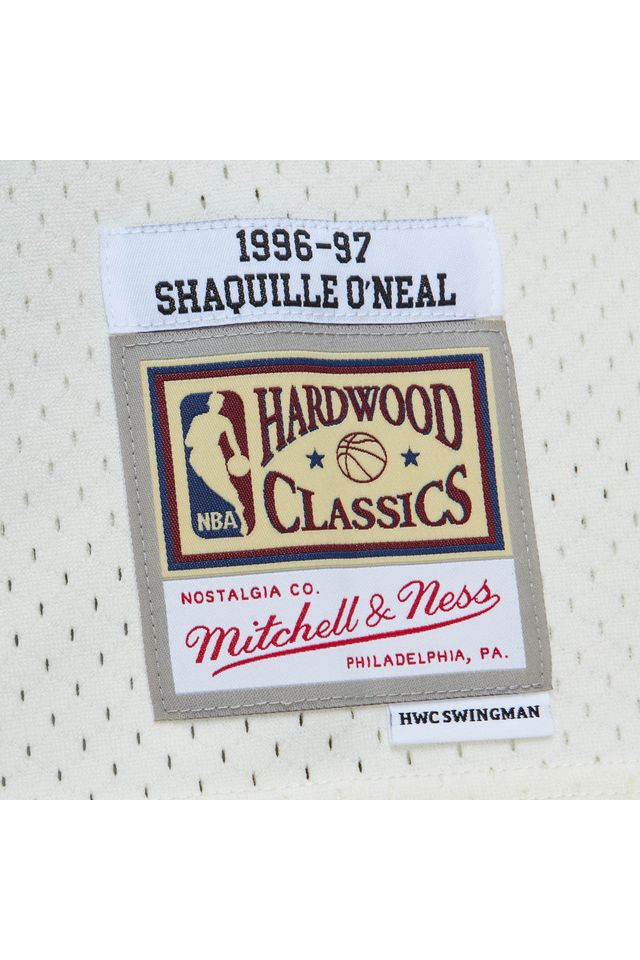 1996-97
SHAQUILLE O'NEAL
HARDWOOD
CLASSICS
NBA
NOSTALGIA CO.
Mitchell & Ness
PHILADELPHIA, PA.
HWC SWINGMAN